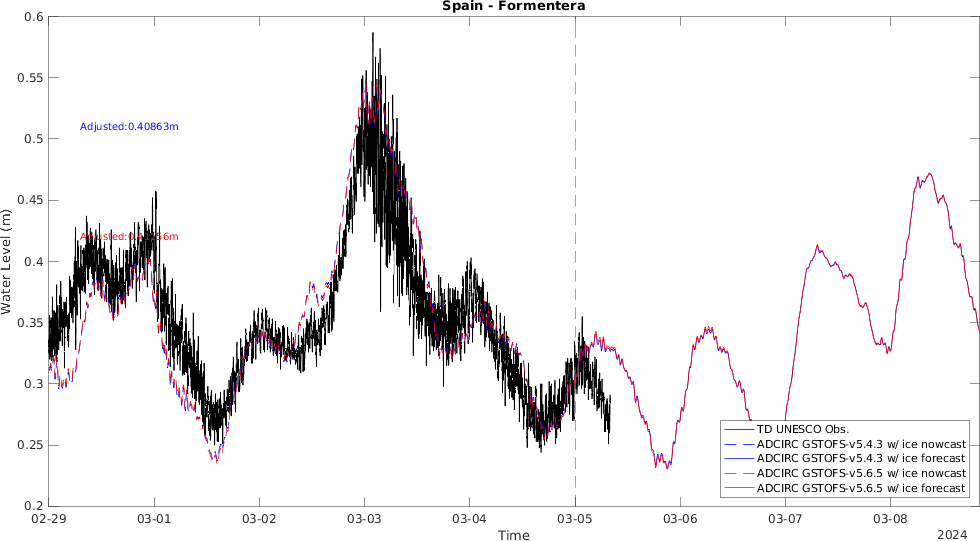 Spain - Formentera
0.6
0.55
0.5
0.45
0.4
0.35
0.3
0.25
0.2
Water Level (m)
Adjusted:0.40863m
02-29
03-01
03-02
03-03
03-04
03-05
03-06
03-07
03-08
Time
2024
TD UNESCO Obs.
ADCIRC GSTOFS-v5.4.3 w/ ice nowcast
ADCIRC GSTOFS-v5.4.3 w/ ice forecast
ADCIRC GSTOFS-v5.6.5 w/ ice nowcast
ADCIRC GSTOFS-v5.6.5 w/ ice forecast